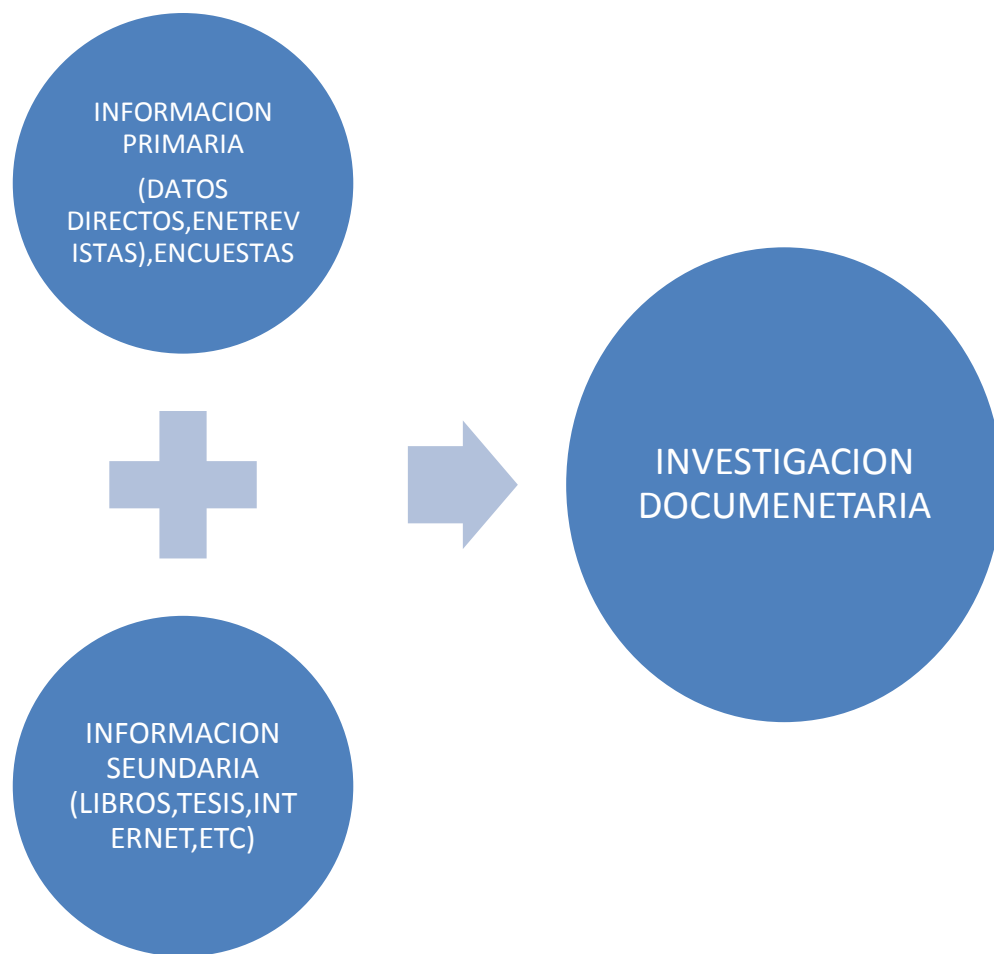 INFORMACION
PRIMARIA
(DATOS
DIRECTOS,ENETREV
ISTAS),ENCUESTAS
INVESTIGACION
DOCUMENETARIA
INFORMACION
SEUNDARIA
(LIBROS,TESIS,INT
ERNET,ETC)